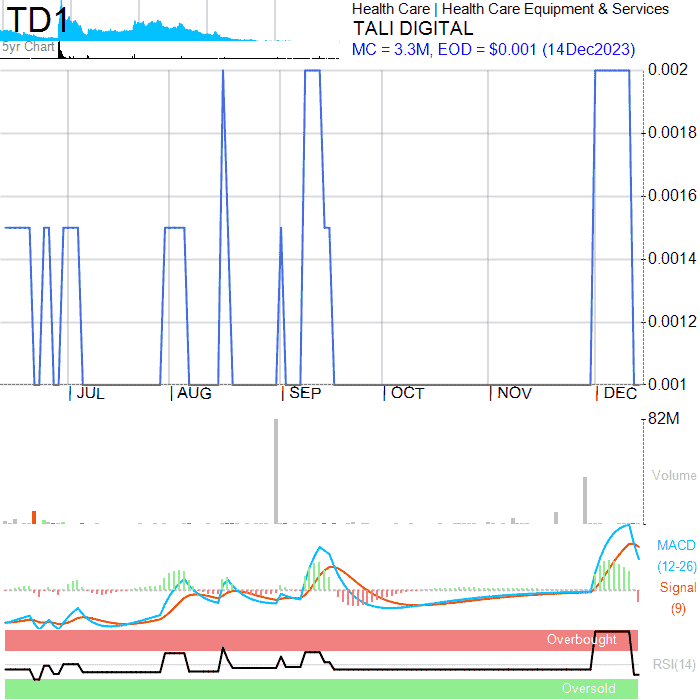 TD1
5yr Chart
Health Care | Health Care Equipment & Services
TALI DIGITAL
MC = 3.3M, EOD = $0.001 (14Dec2023)
0.002
0.0018
0.0016
0.0014
0.0012
0.001
JUL AUG SEP OCT NOV DEC
82M
Volume
MACD
(12-26)
Signal
(9)
Overbought
RSI(14)
Oversold